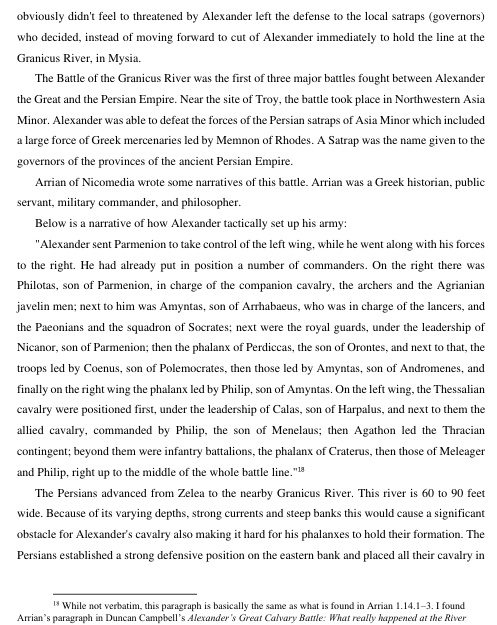 obviously didn't feel to threatened by Alexander left the defense to the local satraps (governors)
who decided, instead of moving forward to cut of Alexander immediately to hold the line at the
Granicus River, in Mysia.
The Battle of the Granicus River was the first of three major battles fought between Alexander
the Great and the Persian Empire. Near the site of Troy, the battle took place in Northwestern Asia
Minor. Alexander was able to defeat the forces of the Persian satraps of Asia Minor which included
a large force of Greek mercenaries led by Memnon of Rhodes. A Satrap was the name given to the
governors of the provinces of the ancient Persian Empire.
Arrian of Nicomedia wrote some narratives of this battle. Arrian was a Greek historian, public
servant, military commander, and philosopher.
Below is a narrative of how Alexander tactically set up his army:
"Alexander sent Parmenion to take control of the left wing, while he went along with his forces
to the right. He had already put in position a number of commanders. On the right there was
Philotas, son of Parmenion, in charge of the companion cavalry, the archers and the Agrianian
javelin men; next to him was Amyntas, son of Arrhabaeus, who was in charge of the lancers, and
the Paeonians and the squadron of Socrates; next were the royal guards, under the leadership of
Nicanor, son of Parmenion; then the phalanx of Perdiccas, the son of Orontes, and next to that, the
troops led by Coenus, son of Polemocrates, then those led by Amyntas, son of Andromenes, and
finally on the right wing the phalanx led by Philip, son of Amyntas. On the left wing, the Thessalian
cavalry were positioned first, under the leadership of Calas, son of Harpalus, and next to them the
allied cavalry, commanded by Philip, the son of Menelaus; then Agathon led the Thracian
contingent; beyond them were infantry battalions, the phalanx of Craterus, then those of Meleager
and Philip, right up to the middle of the whole battle line."18
The Persians advanced from Zelea to the nearby Granicus River. This river is 60 to 90 feet
wide. Because of its varying depths, strong currents and steep banks this would cause a significant
obstacle for Alexander's cavalry also making it hard for his phalanxes to hold their formation. The
Persians established a strong defensive position on the eastern bank and placed all their cavalry in
18 While not verbatim, this paragraph is basically the same as what is found in Arrian 1.14.1–3. I found
Arrian's paragraph in Duncan Campbell's Alexander's Great Calvary Battle: What really happened at the River